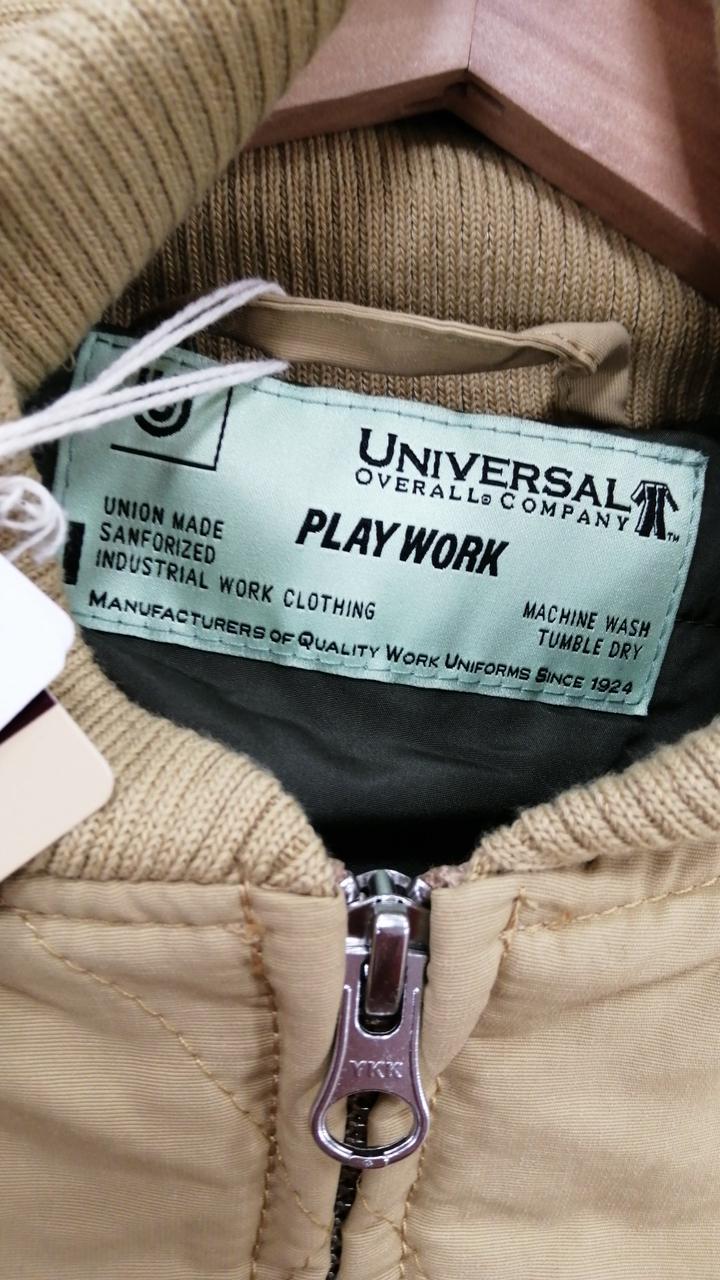 UNIVERSAL
OVERALL® COMPANY
TM
PLAY WORK
UNION MADE
SANFORIZED
INDUSTRIAL WORK CLOTHING
MACHINE WASH
TUMBLE DRY
MANUFACTURERS OF QUALITY WORK UNIFORMS SINCE 1924
YKK